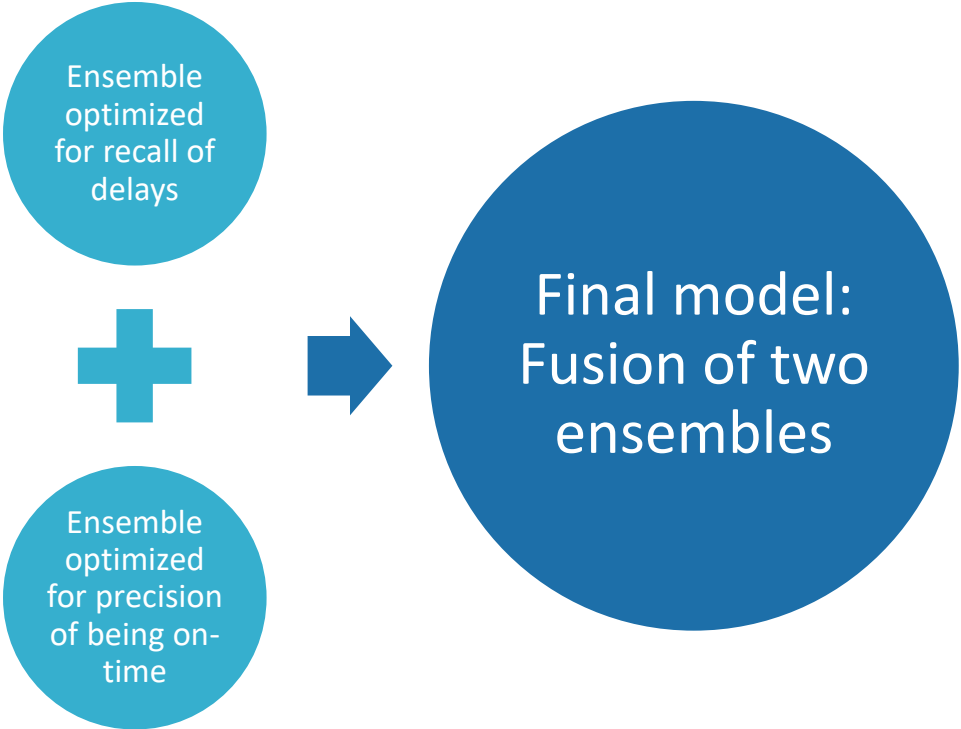 Ensemble
optimized
for recall of
delays
Ensemble
optimized
for precision
of being on-
time
Final model:
Fusion of two
ensembles